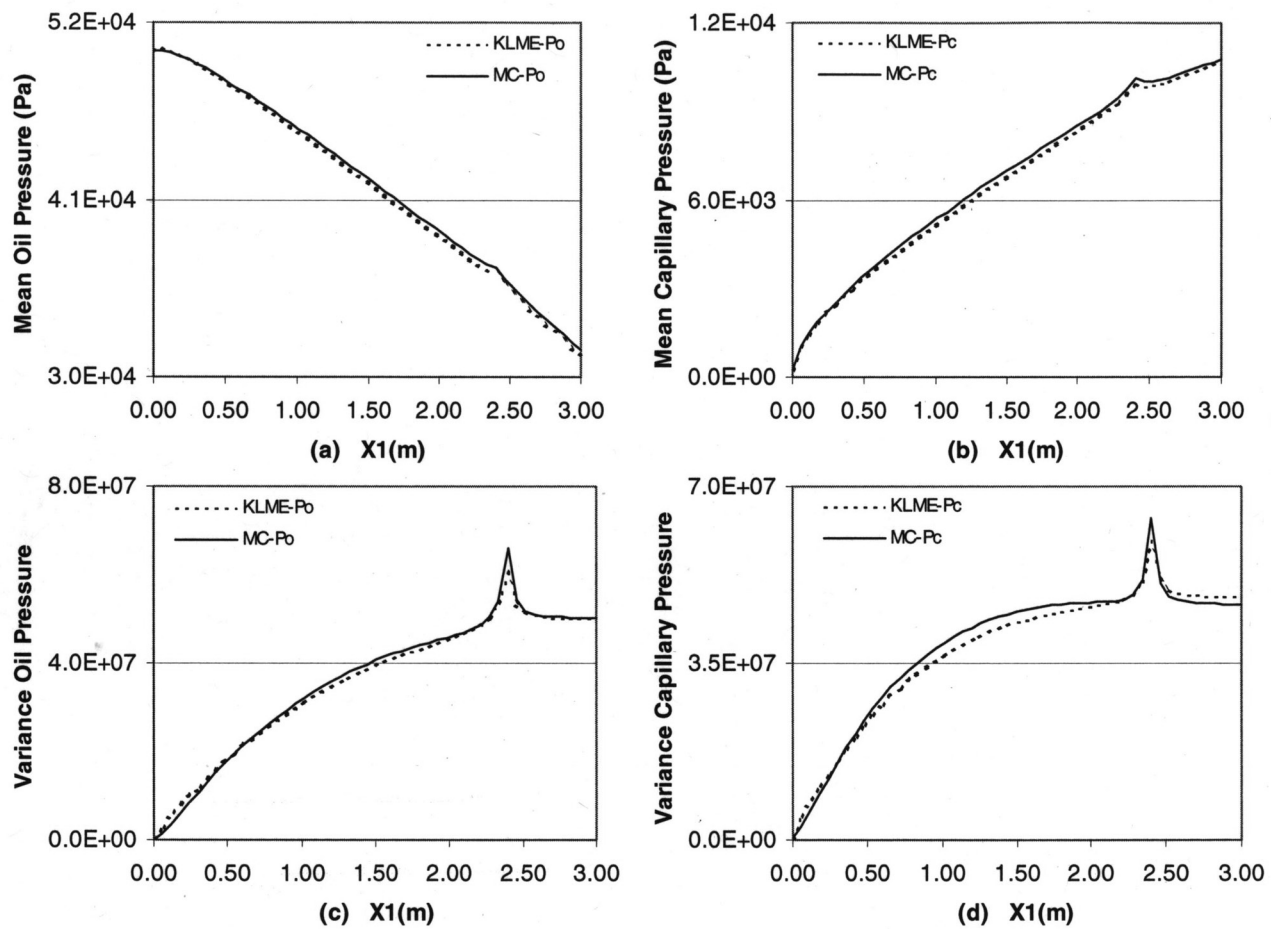 5.2E+04
KLME-Po
MC-Po
4.1E+04
3.0E+04
Mean Oil Pressure (Pa)
0.00 0.50 1.00 1.50 2.00 2.50 3.00
(a) X1(m)
1.2E+04
KLME-Pc
MC-Pc
6.0E+03
0.0E+00
Mean Capillary Pressure (Pa)
0.00 0.50 1.00 1.50 2.00 2.50 3.00
(b) X1(m)
8.0E+07
KLME-Po
MC-Po
4.0E+07
0.0E+00
Variance Oil Pressure
0.00 0.50 1.00 1.50 2.00 2.50 3.00
(c) X1(m)
7.0E+07
KLME-Pc
MC-Pc
3.5E+07
0.0E+00
Variance Capillary Pressure
0.00 0.50 1.00 1.50 2.00 2.50 3.00
(d) X1(m)